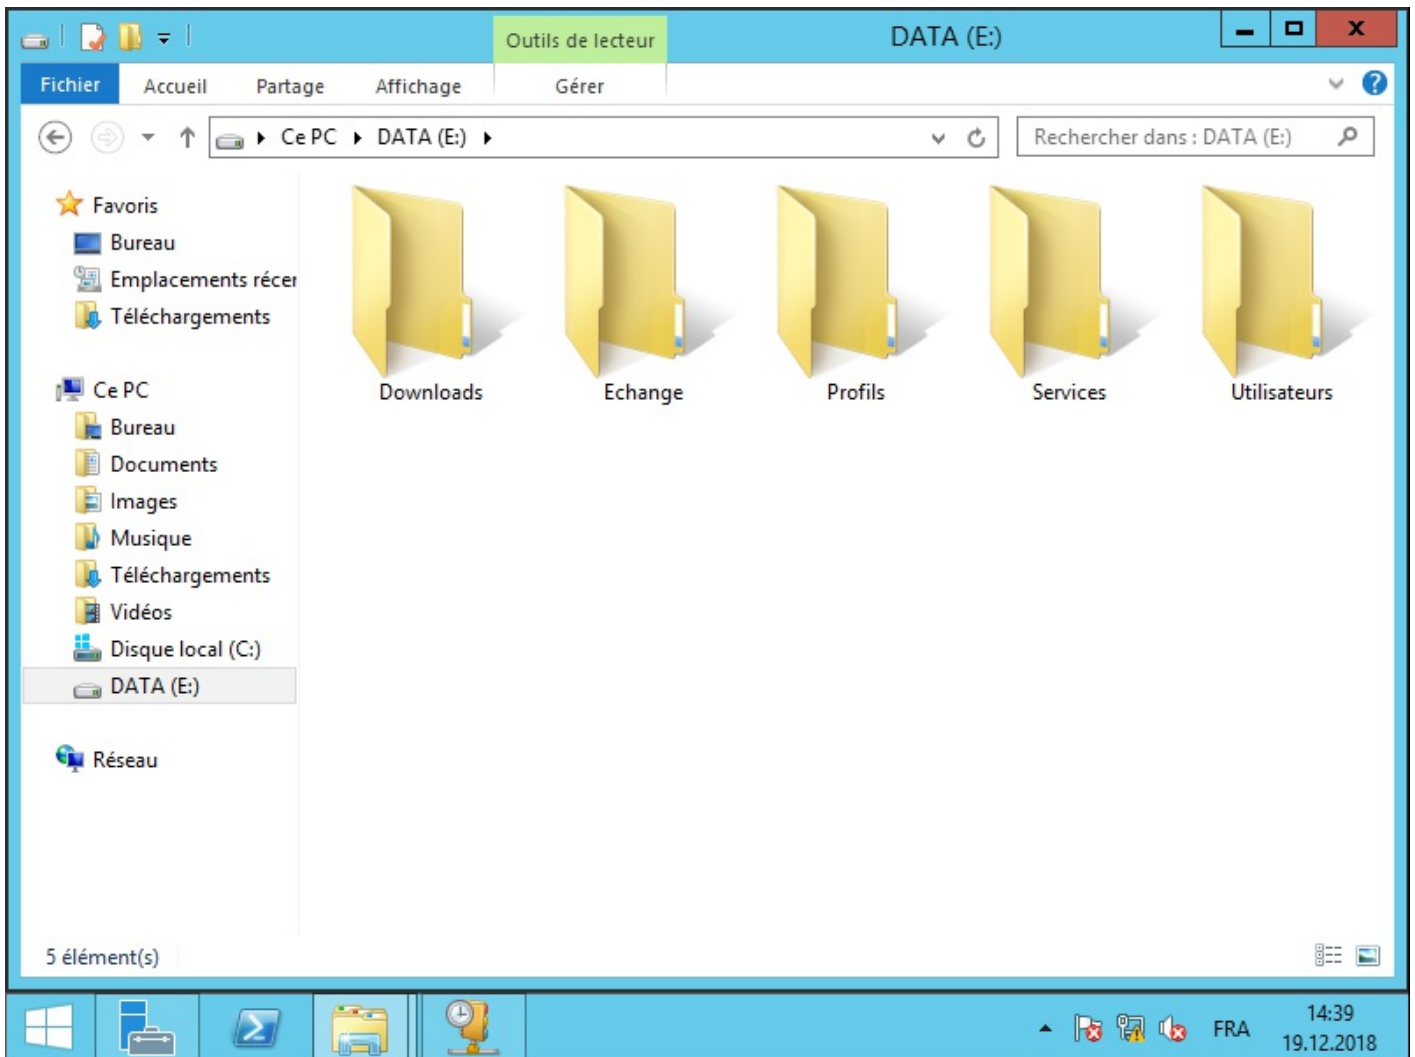 Outils de lecteur
DATA (E:)
Fichier Accueil Partage Affichage Gérer
Ce PC DATA (E:)
Rechercher dans : DATA (E:)
Favoris
Bureau
Emplacements récer
Téléchargements
Ce PC
Bureau
Documents
Images
Musique
Téléchargements
Vidéos
Disque local (C:)
DATA (E:)
Réseau
Downloads Echange Profils Services Utilisateurs
5 élément(s)
FRA
14:39
19.12.2018